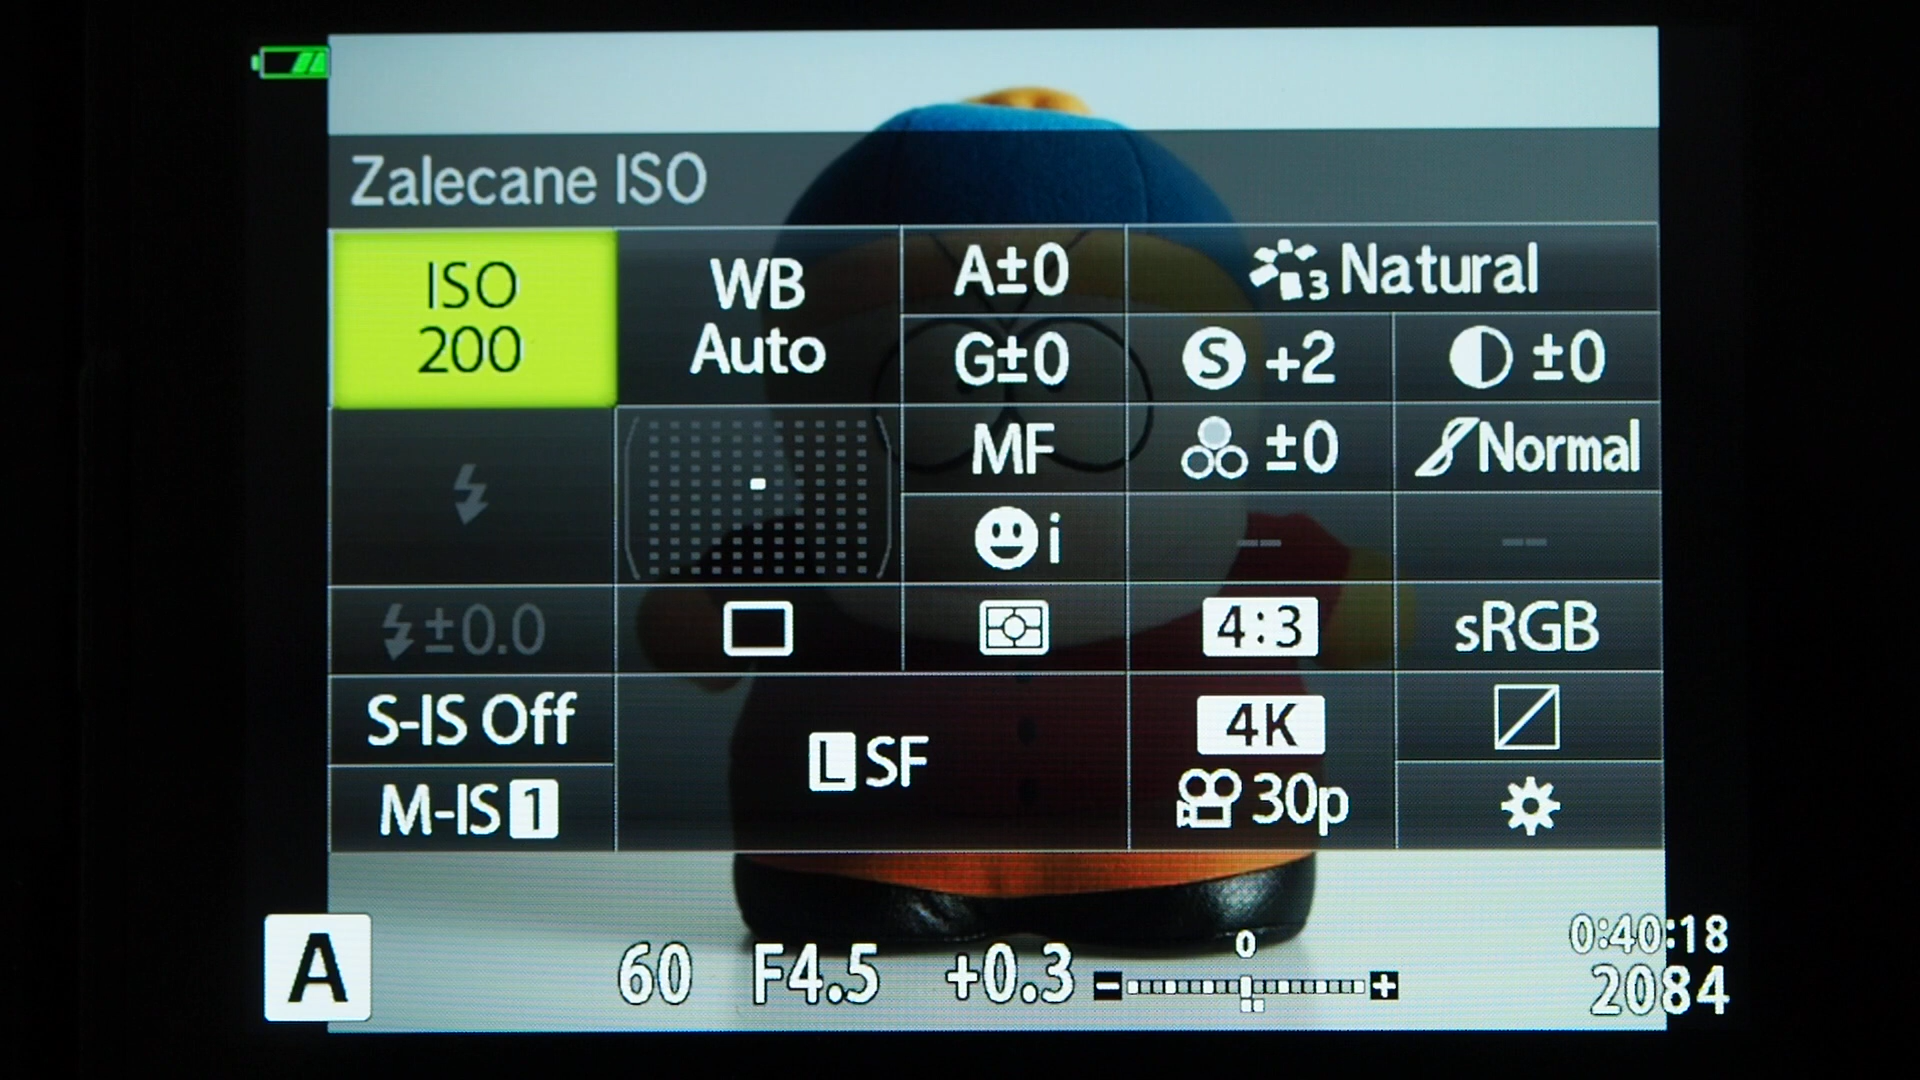 Zalecane ISO
ISO
200
WB
Auto
A±0
3 Natural
G±0
S +2
±0
MF
±0
Normal
i
±0.0
4:3
sRGB
S-IS Off
L SF
4K
30p
M-IS 1
A
60
F4.5
+0.3
0
0:40:18
2084